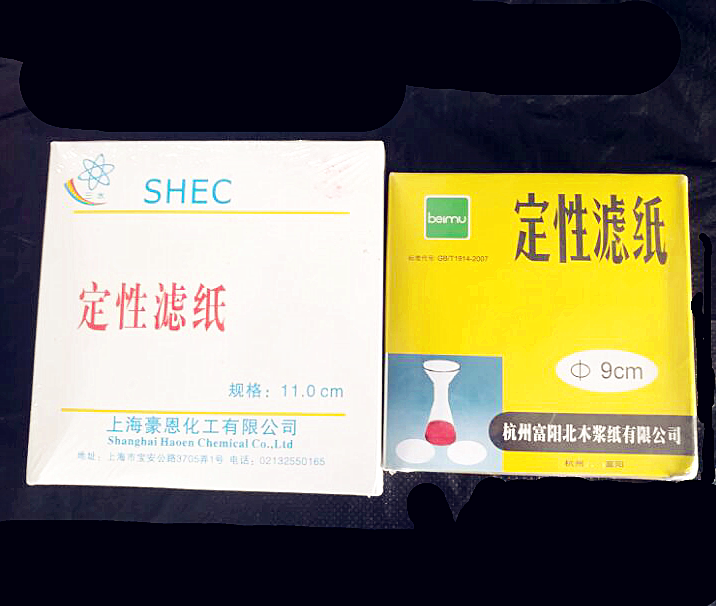 三水
SHEC
定性滤纸
规格: 11.0cm
上海豪恩化工有限公司
Shanghai Haoen Chemical Co.,Ltd
地址: 上海市宝安公路3705弄1号 电话: 02132550165
beimu
定性滤纸
标准代号 GB/T1914-2007
Φ 9cm
杭州富阳北木浆纸有限公司
杭州 富阳